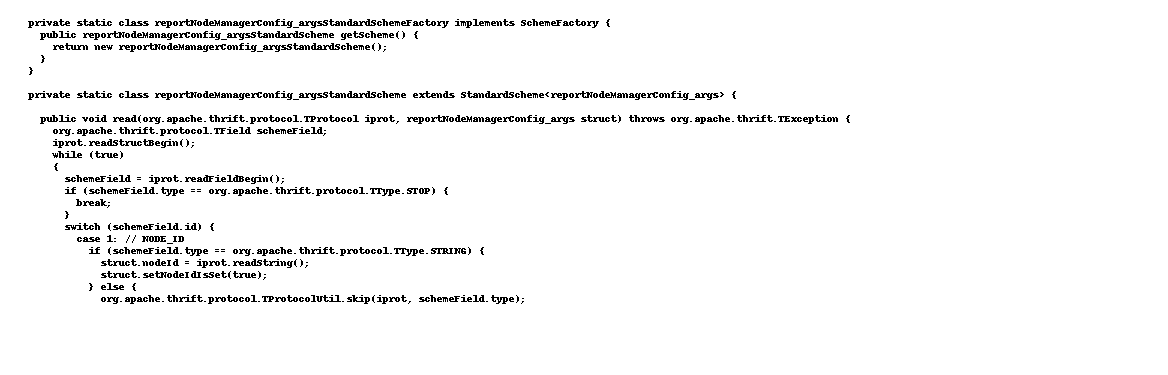 private static class reportNodeManagerConfig_argsStandardSchemeFactory implements SchemeFactory {
public reportNodeManagerConfig_argsStandardScheme getScheme() {
return new reportNodeManagerConfig_argsStandardScheme();
}
}
private static class reportNodeManagerConfig_argsStandardScheme extends StandardScheme<reportNodeManagerConfig_args> {
public void read(org.apache.thrift.protocol.TProtocol iprot, reportNodeManagerConfig_args struct) throws org.apache.thrift.TException {
org.apache.thrift.protocol.TField schemeField;
iprot.readStructBegin();
while (true)
{
schemeField = iprot.readFieldBegin();
if (schemeField.type == org.apache.thrift.protocol.TType.STOP) {
break;
}
switch (schemeField.id) {
case 1: // NODE_ID
if (schemeField.type == org.apache.thrift.protocol.TType.STRING) {
struct.nodeId = iprot.readString();
struct.setNodeIdIsSet(true);
} else {
org.apache.thrift.protocol.TProtocolUtil.skip(iprot, schemeField.type);